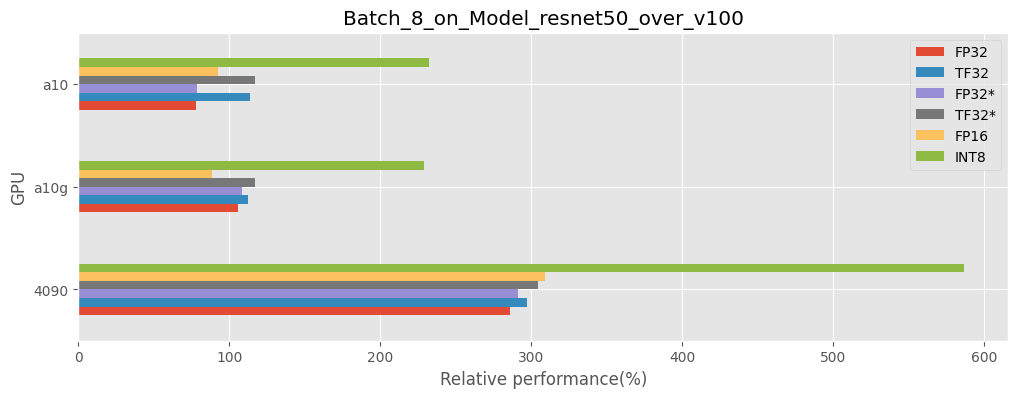 Batch_8_on_Model_resnet50_over_v100
FP32
TF32
FP32*
TF32*
FP16
INT8
a10
a10g
4090
GPU
0 100 200 300 400 500 600
Relative performance(%)